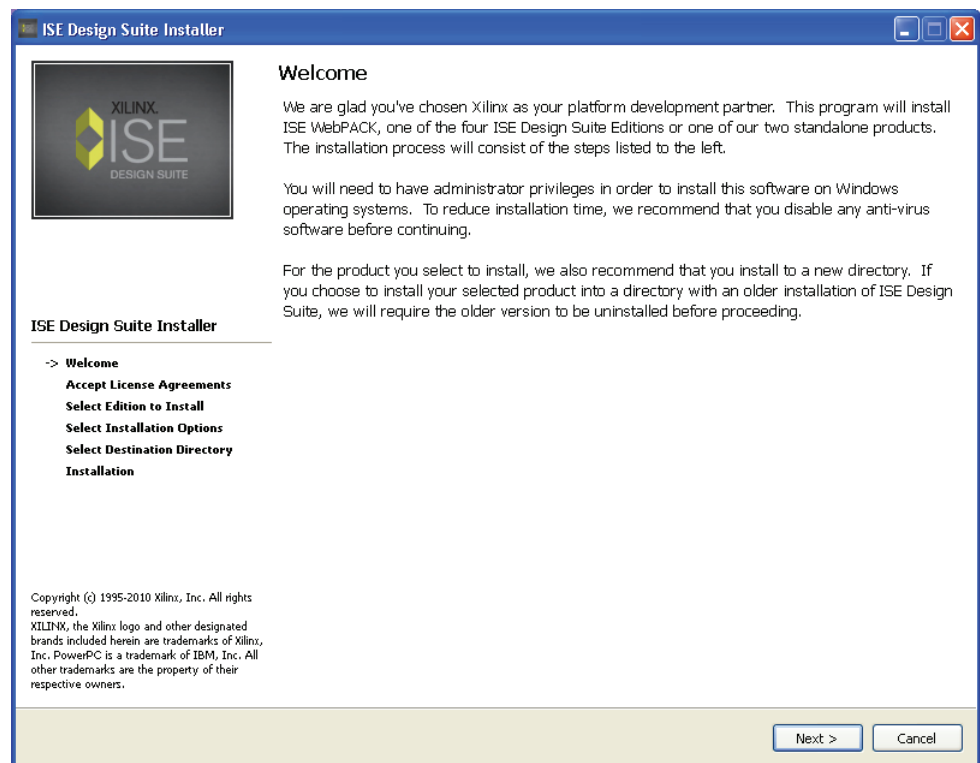 ISE Design Suite Installer
XILINX.
ISE
DESIGN SUITE
Welcome
We are glad you've chosen Xilinx as your platform development partner.  This program will install
ISE WebPACK, one of the four ISE Design Suite Editions or one of our two standalone products.
The installation process will consist of the steps listed to the left.
You will need to have administrator privileges in order to install this software on Windows
operating systems.  To reduce installation time, we recommend that you disable any anti-virus
software before continuing.
For the product you select to install, we also recommend that you install to a new directory.  If
you choose to install your selected product into a directory with an older installation of ISE Design
Suite, we will require the older version to be uninstalled before proceeding.
ISE Design Suite Installer
-> Welcome
Accept License Agreements
Select Edition to Install
Select Installation Options
Select Destination Directory
Installation
Copyright (c) 1995-2010 Xilinx, Inc. All rights
reserved.
XILINX, the Xilinx logo and other designated
brands included herein are trademarks of Xilinx,
Inc. PowerPC is a trademark of IBM, Inc. All
other trademarks are the property of their
respective owners.
Next >
Cancel